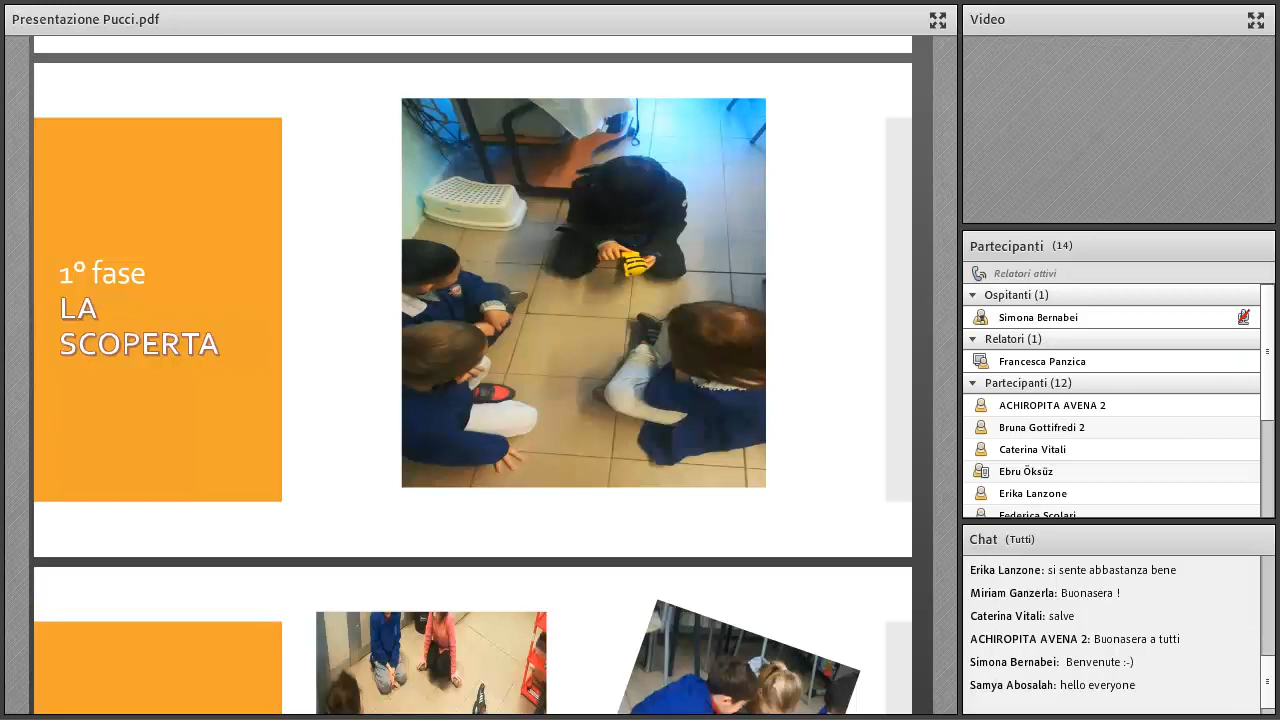 Presentazione Pucci.pdf
1º fase
LA
SCOPERTA
Video
Partecipanti (14)
Relatori attivi
Ospitanti (1)
Simona Bernabei
Relatori (1)
Francesca Panzica
Partecipanti (12)
ACHIROPITA AVENA 2
Bruna Gottifredi 2
Caterina Vitali
Ebru Öksüz
Erika Lanzone
Federica Scolari
Chat (Tutti)
Erika Lanzone: si sente abbastanza bene
Miriam Ganzerla: Buonasera !
Caterina Vitali: salve
ACHIROPITA AVENA 2: Buonasera a tutti
Simona Bernabei: Benvenute :-)
Samya Abosalah: hello everyone